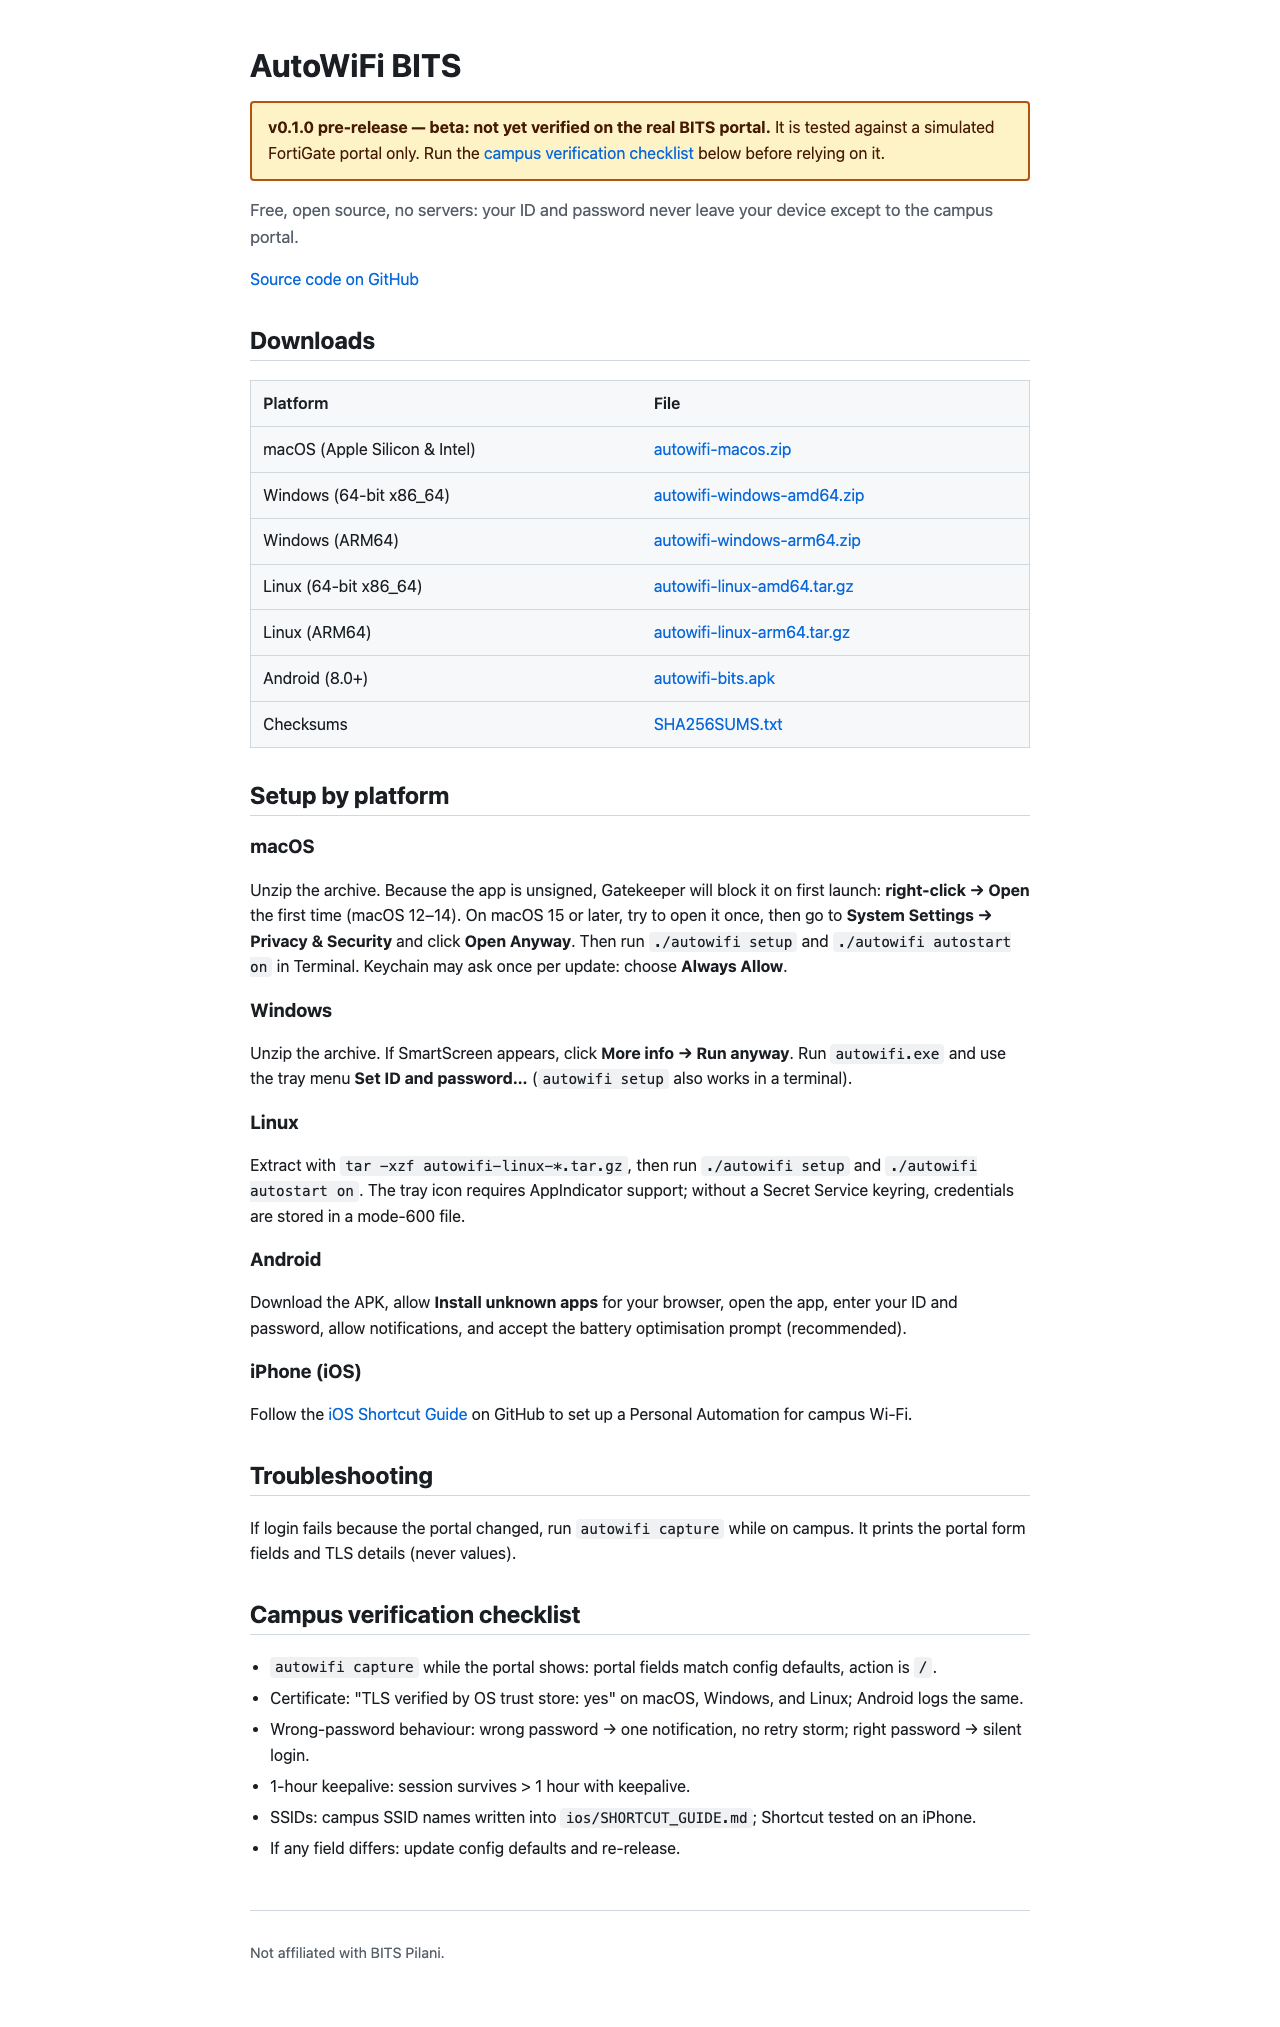 AutoWiFi BITS
v0.1.0 pre-release — beta: not yet verified on the real BITS portal. It is tested against a simulated
FortiGate portal only. Run the campus verification checklist below before relying on it.
Free, open source, no servers: your ID and password never leave your device except to the campus
portal.
Source code on GitHub
Downloads
Platform File
macOS (Apple Silicon & Intel) autowifi-macos.zip
Windows (64-bit x86_64) autowifi-windows-amd64.zip
Windows (ARM64) autowifi-windows-arm64.zip
Linux (64-bit x86_64) autowifi-linux-amd64.tar.gz
Linux (ARM64) autowifi-linux-arm64.tar.gz
Android (8.0+) autowifi-bits.apk
Checksums SHA256SUMS.txt
Setup by platform
macOS
Unzip the archive. Because the app is unsigned, Gatekeeper will block it on first launch: right-click → Open
the first time (macOS 12–14). On macOS 15 or later, try to open it once, then go to System Settings →
Privacy & Security and click Open Anyway. Then run ./autowifi setup and ./autowifi autostart
on in Terminal. Keychain may ask once per update: choose Always Allow.
Windows
Unzip the archive. If SmartScreen appears, click More info → Run anyway. Run autowifi.exe and use
the tray menu Set ID and password... (autowifi setup also works in a terminal).
Linux
Extract with tar -xzf autowifi-linux-*.tar.gz, then run ./autowifi setup and ./autowifi
autostart on. The tray icon requires AppIndicator support; without a Secret Service keyring, credentials
are stored in a mode-600 file.
Android
Download the APK, allow Install unknown apps for your browser, open the app, enter your ID and
password, allow notifications, and accept the battery optimisation prompt (recommended).
iPhone (iOS)
Follow the iOS Shortcut Guide on GitHub to set up a Personal Automation for campus Wi-Fi.
Troubleshooting
If login fails because the portal changed, run autowifi capture while on campus. It prints the portal form
fields and TLS details (never values).
Campus verification checklist
• autowifi capture while the portal shows: portal fields match config defaults, action is /.
• Certificate: "TLS verified by OS trust store: yes" on macOS, Windows, and Linux; Android logs the same.
• Wrong-password behaviour: wrong password → one notification, no retry storm; right password → silent
login.
• 1-hour keepalive: session survives > 1 hour with keepalive.
• SSIDs: campus SSID names written into ios/SHORTCUT_GUIDE.md; Shortcut tested on an iPhone.
• If any field differs: update config defaults and re-release.
Not affiliated with BITS Pilani.